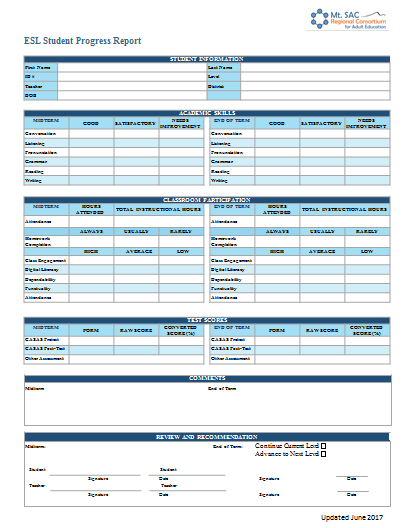 Mt. SAC
Regional Consortium
for Adult Education
ESL Student Progress Report
STUDENT INFORMATION
First Name Last Name
ID # Level
Teacher District
DOB
ACADEMIC SKILLS
MIDTERM GOOD SATISFACTORY NEEDS IMPROVEMENT END OF TERM GOOD SATISFACTORY NEEDS IMPROVEMENT
Conversation Conversation
Listening Listening
Pronunciation Pronunciation
Grammar Grammar
Reading Reading
Writing Writing
CLASSROOM PARTICIPATION
MIDTERM HOURS ATTENDED TOTAL INSTRUCTIONAL HOURS END OF TERM HOURS ATTENDED TOTAL INSTRUCTIONAL HOURS
Attendance Attendance
ALWAYS USUALLY RARELY ALWAYS USUALLY RARELY
Homework Completion Homework Completion
HIGH AVERAGE LOW HIGH AVERAGE LOW
Class Engagement Class Engagement
Digital Literacy Digital Literacy
Dependability Dependability
Punctuality Punctuality
Attendance Attendance
TEST SCORES
MIDTERM FORM RAW SCORE CONVERTED SCORE (%) END OF TERM FORM RAW SCORE CONVERTED SCORE (%)
CASAS Pretest CASAS Pretest
CASAS Post-Test CASAS Post-Test
Other Assessment Other Assessment
COMMENTS
Midterm End of Term
REVIEW AND RECOMMENDATION
Midterm: End of Term: Continue Current Level
Advance to Next Level
Student: Student:
Signature Date Signature Date
Teacher: Teacher:
Signature Date Signature Date
Updated June 2017